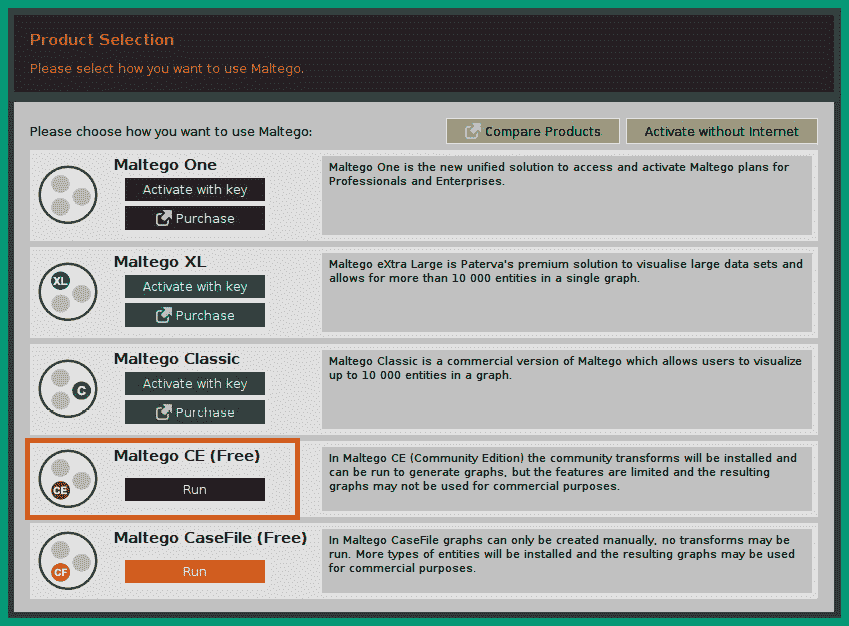 Product Selection
Please select how you want to use Maltego.
Please choose how you want to use Maltego:
Compare Products
Activate without Internet
Maltego One
Activate with key
Purchase
Maltego One is the new unified solution to access and activate Maltego plans for
Professionals and Enterprises.
XL
Maltego XL
Activate with key
Purchase
Maltego eXtra Large is Paterva's premium solution to visualise large data sets and
allows for more than 10 000 entities in a single graph.
C
Maltego Classic
Activate with key
Purchase
Maltego Classic is a commercial version of Maltego which allows users to visualize
up to 10 000 entities in a graph.
CE
Maltego CE (Free)
Run
In Maltego CE (Community Edition) the community transforms will be installed and
can be run to generate graphs, but the features are limited and the resulting
graphs may not be used for commercial purposes.
CF
Maltego CaseFile (Free)
Run
In Maltego CaseFile graphs can only be created manually, no transforms may be
run. More types of entities will be installed and the resulting graphs may be used
for commercial purposes.